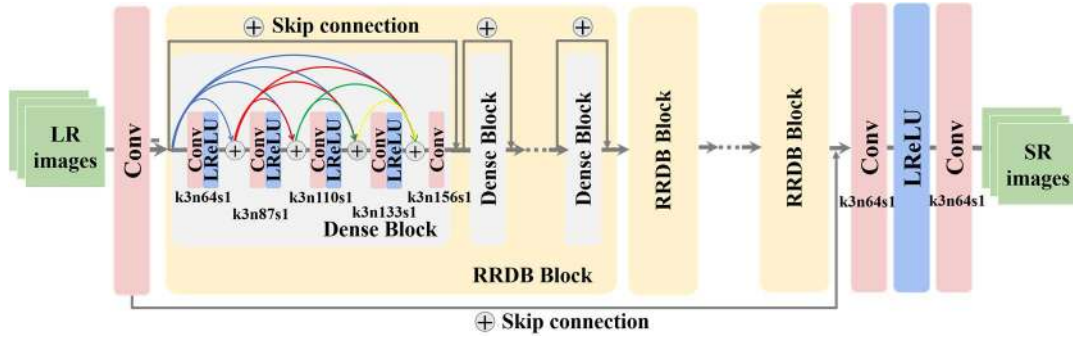 LR
images
Conv
Skip connection
Conv
LReLU
Conv
LReLU
Conv
LReLU
Conv
LReLU
Conv
k3n64s1
k3n87s1
k3n110s1
k3n133s1
k3n156s1
Dense Block
Dense Block
Dense Block
RRDB Block
RRDB Block
RRDB Block
Conv
k3n64s1
LReLU
Conv
k3n64s1
SR
images
Skip connection